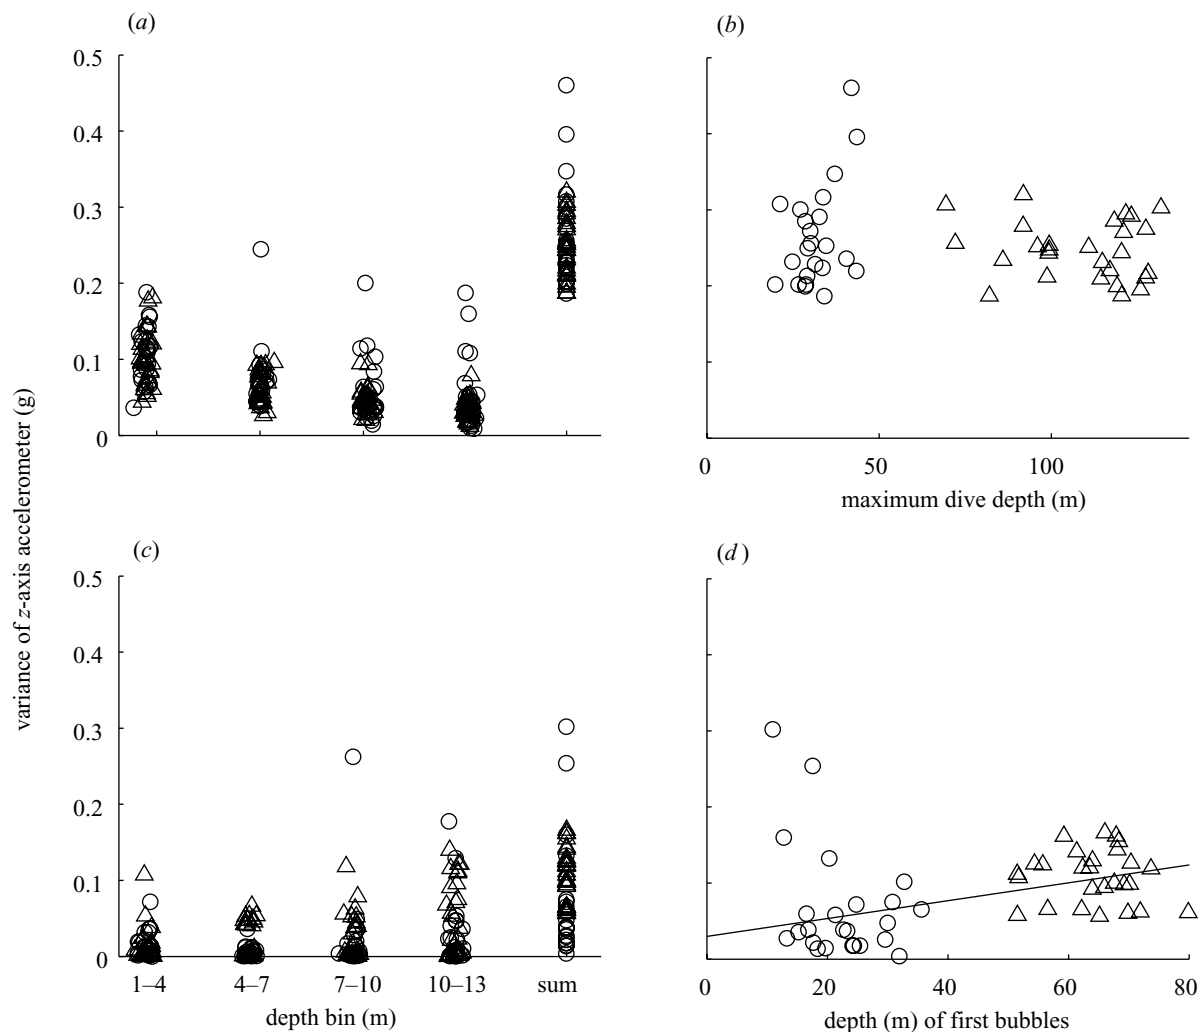 (a)
(b)
0.5
0.4
0.3
0.2
0.1
0
0
50
100
maximum dive depth (m)
variance of z-axis accelerometer (g)
(c)
(d)
0.5
0.4
0.3
0.2
0.1
0
1–4
4–7
7–10
10–13
sum
depth bin (m)
0
20
40
60
80
depth (m) of first bubbles